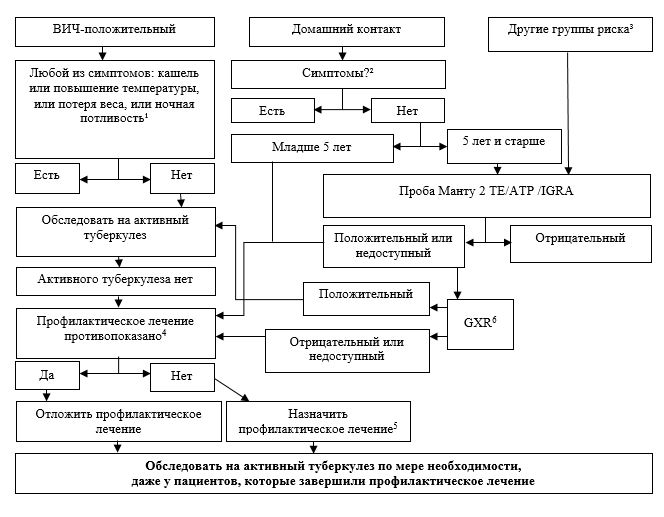 ВИЧ-положительный
Домашний контакт
Другие группы риска³
Любой из симптомов: кашель
или повышение температуры,
или потеря веса, или ночная
потливость¹
Симптомы?²
Есть
Нет
Младше 5 лет
5 лет и старше
Есть
Нет
Проба Манту 2 ТЕ/АТР /IGRA
Обследовать на активный
туберкулез
Положительный или
недоступный
Отрицательный
Активного туберкулеза нет
Положительный
Профилактическое лечение
противопоказано⁴
GXR⁶
Отрицательный или
недоступный
Да
Нет
Отложить профилактическое
лечение
Назначить
профилактическое лечение⁵
Обследовать на активный туберкулез по мере необходимости,
даже у пациентов, которые завершили профилактическое лечение